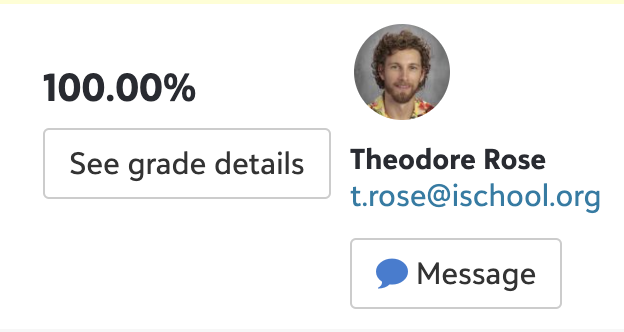 100.00%
See grade details
Theodore Rose
t.rose@ischool.org
Message